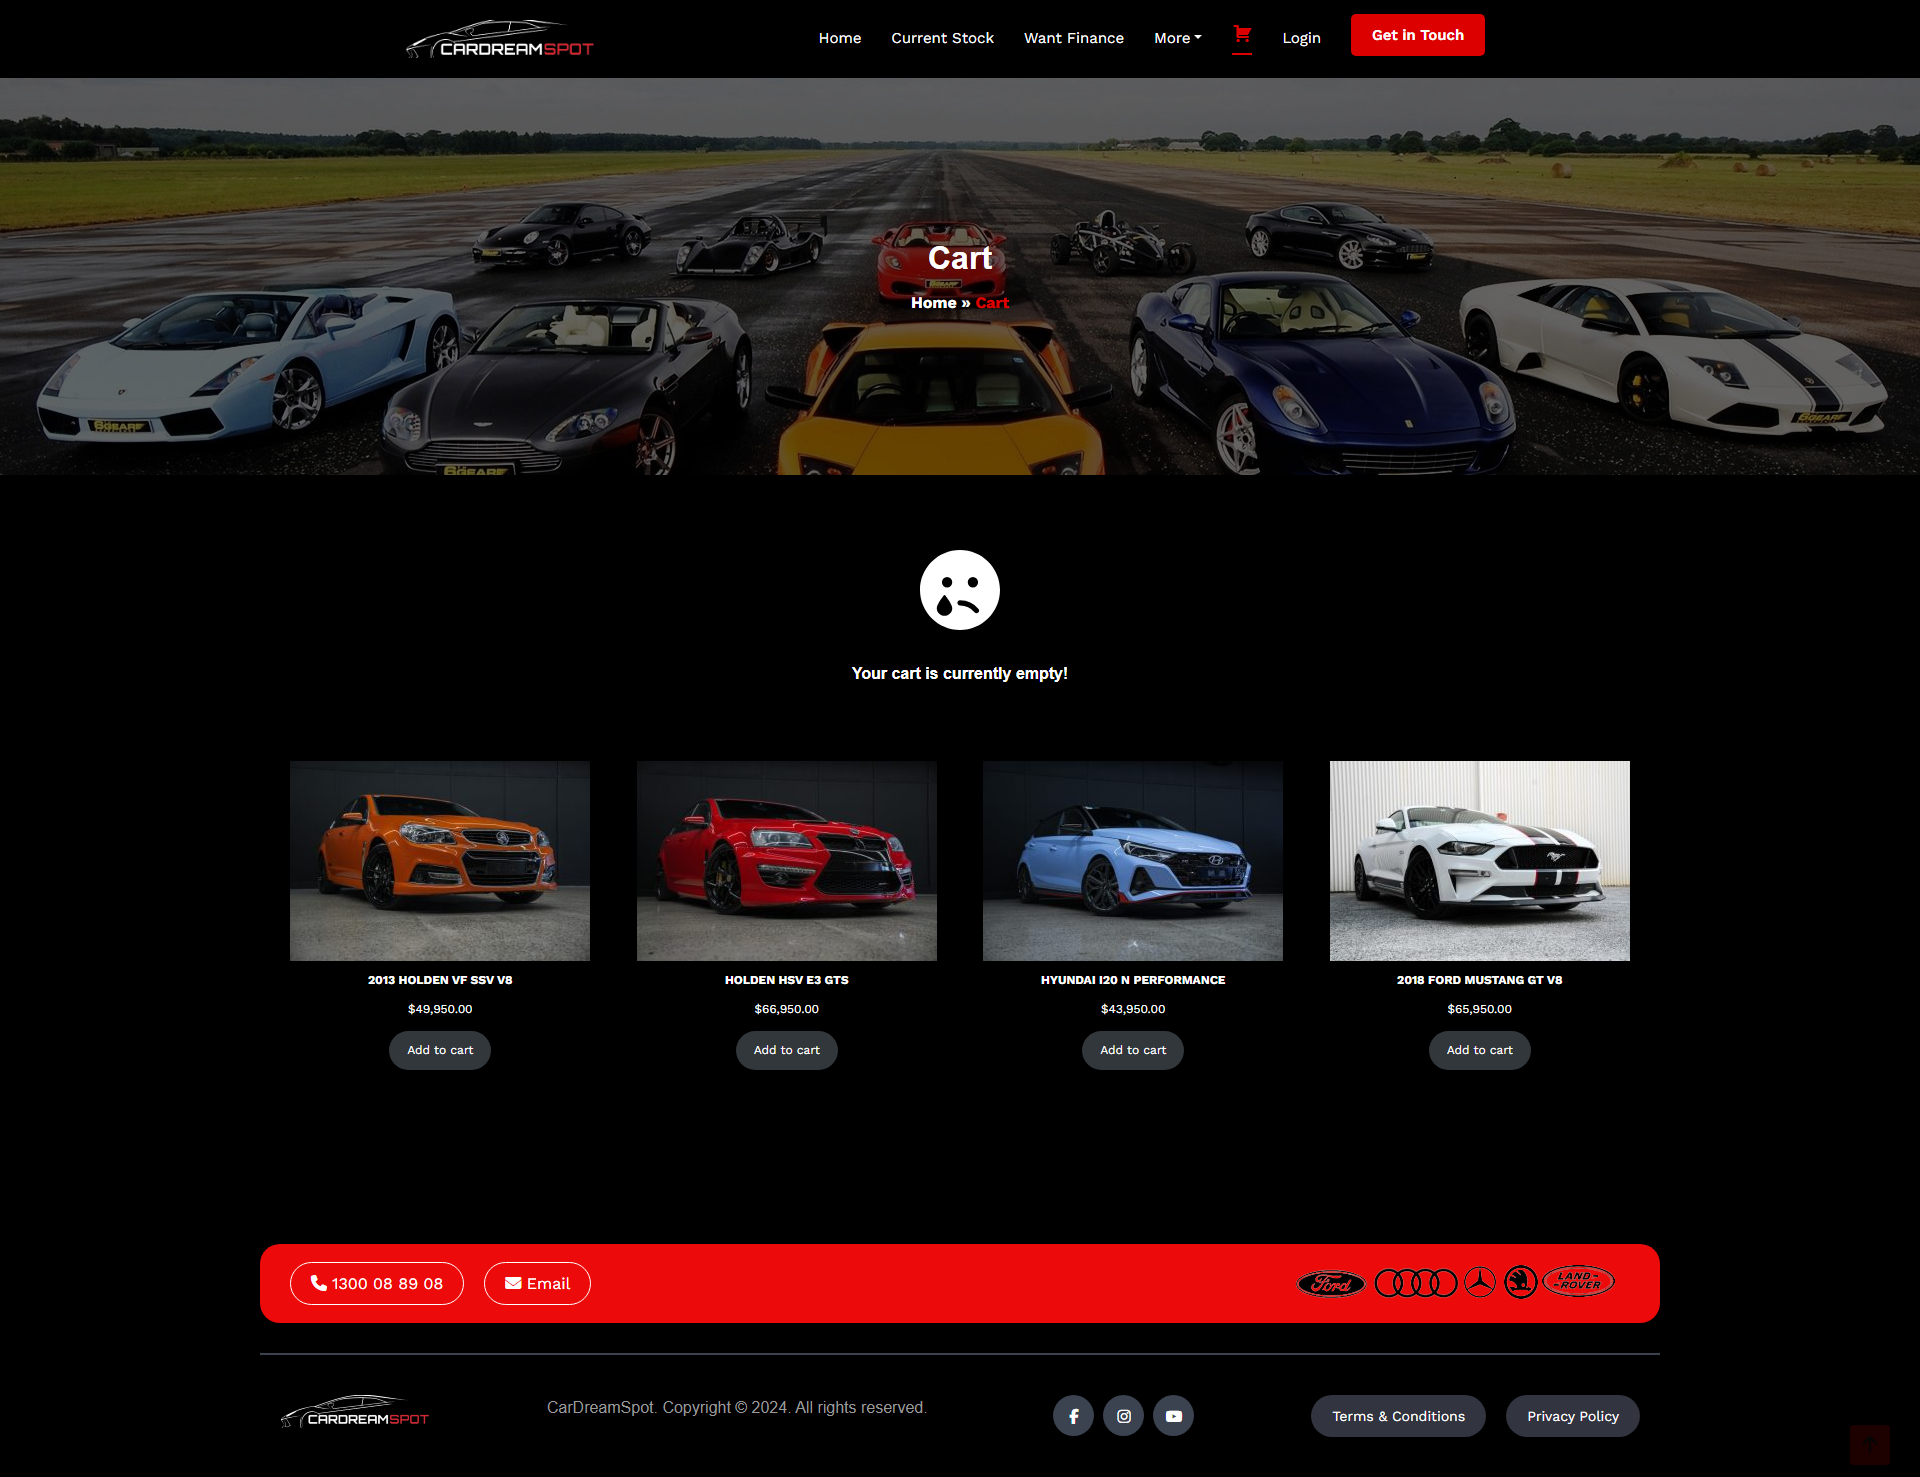 CARDREAMSPOT
Home
Current Stock
Want Finance
More
Login
Get in Touch
Cart
Home » Cart
6GEAR
6GEAR
6GEAR
Your cart is currently empty!
2013 HOLDEN VF SSV V8
$49,950.00
Add to cart
HOLDEN HSV E3 GTS
$66,950.00
Add to cart
HYUNDAI I20 N PERFORMANCE
$43,950.00
Add to cart
2018 FORD MUSTANG GT V8
$65,950.00
Add to cart
1300 08 89 08
Email
Ford
LAND-
-ROVER
CARDREAMSPOT
CarDreamSpot. Copyright © 2024. All rights reserved.
Terms & Conditions
Privacy Policy